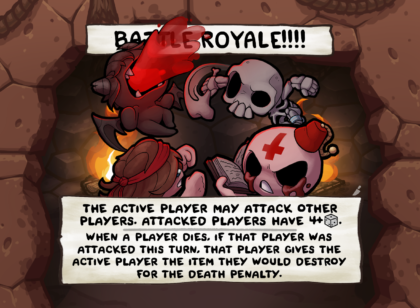 BATTLE ROYALE!!!!
THE ACTIVE PLAYER MAY ATTACK OTHER
PLAYERS. ATTACKED PLAYERS HAVE 4+.
WHEN A PLAYER DIES, IF THAT PLAYER WAS
ATTACKED THIS TURN, THAT PLAYER GIVES THE
ACTIVE PLAYER THE ITEM THEY WOULD DESTROY
FOR THE DEATH PENALTY.